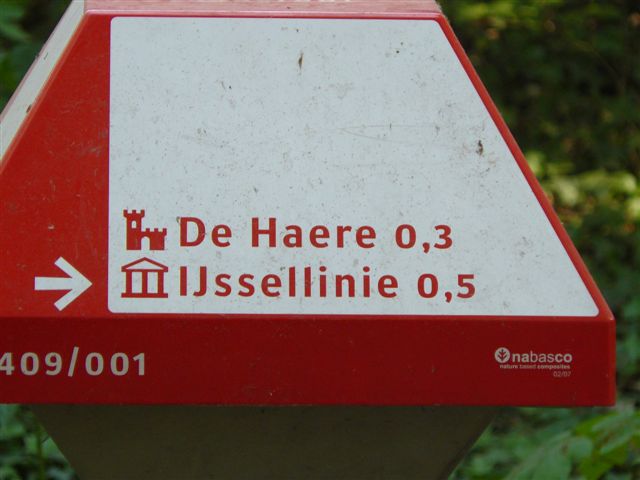 De Haere 0,3
IJssellinie 0,5
409/001
nabasco
nature based composites
02/07